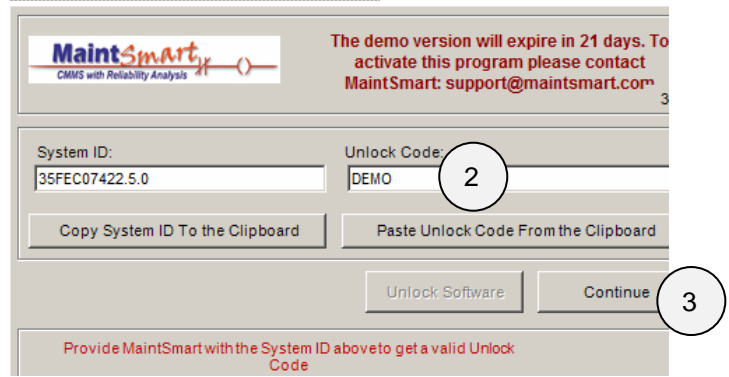 MaintSmart
CMMS with Reliability Analysis
The demo version will expire in 21 days. To
activate this program please contact
MaintSmart: support@maintsmart.com
3
System ID:
Unlock Code:
35FEC07422.5.0
DEMO
2
Copy System ID To the Clipboard
Paste Unlock Code From the Clipboard
Unlock Software
Continue
3
Provide MaintSmart with the System ID above to get a valid Unlock
Code